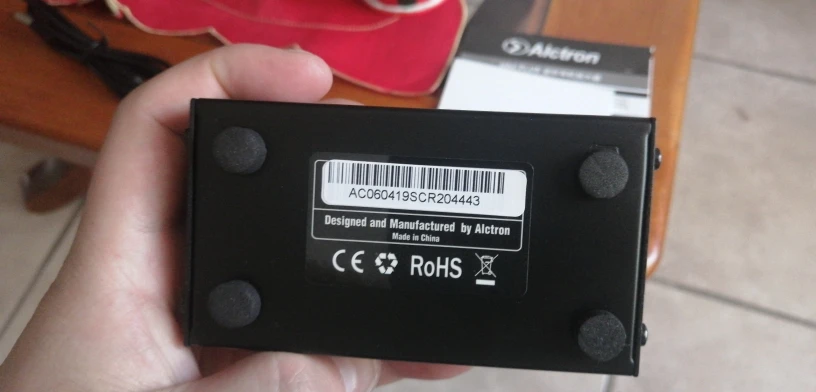 Alctron
AC060419SCR204443
Designed and Manufactured by Alctron
Made in China
CE RoHS